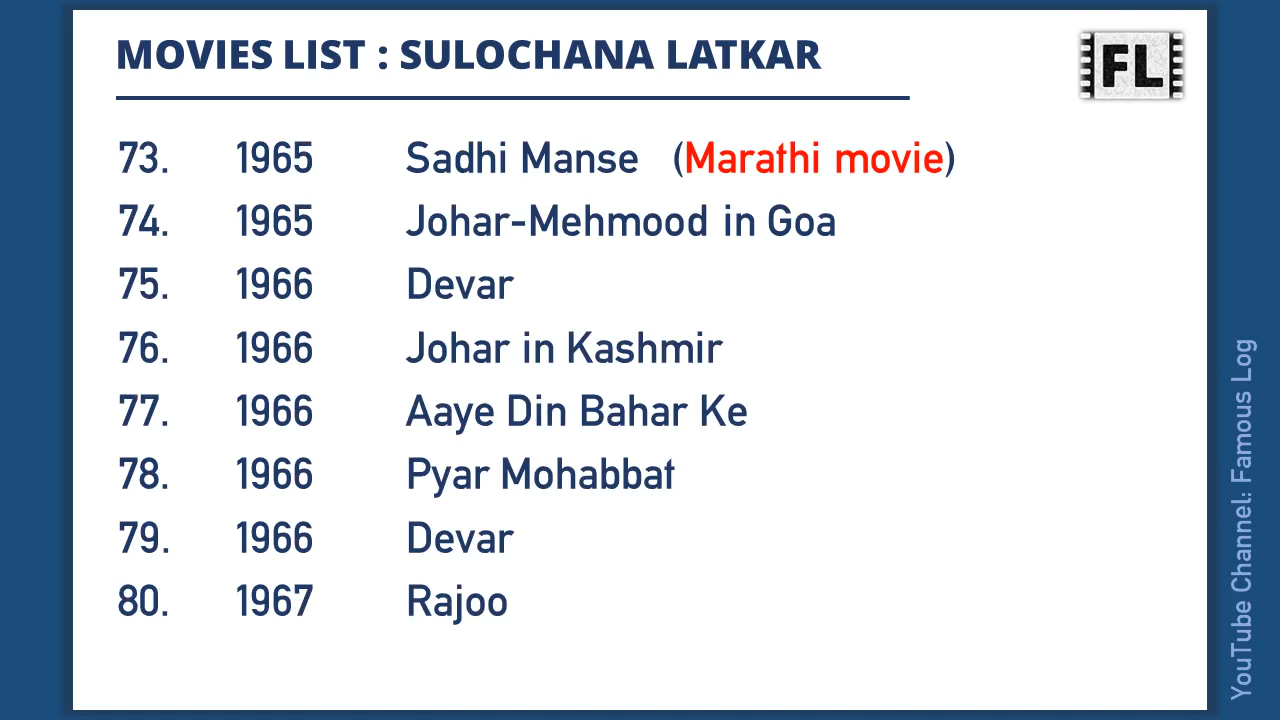 MOVIES LIST : SULOCHANA LATKAR
FL
73. 1965 Sadhi Manse (Marathi movie)
74. 1965 Johar-Mehmood in Goa
75. 1966 Devar
76. 1966 Johar in Kashmir
77. 1966 Aaye Din Bahar Ke
78. 1966 Pyar Mohabbat
79. 1966 Devar
80. 1967 Rajoo
YouTube Channel: Famous Log